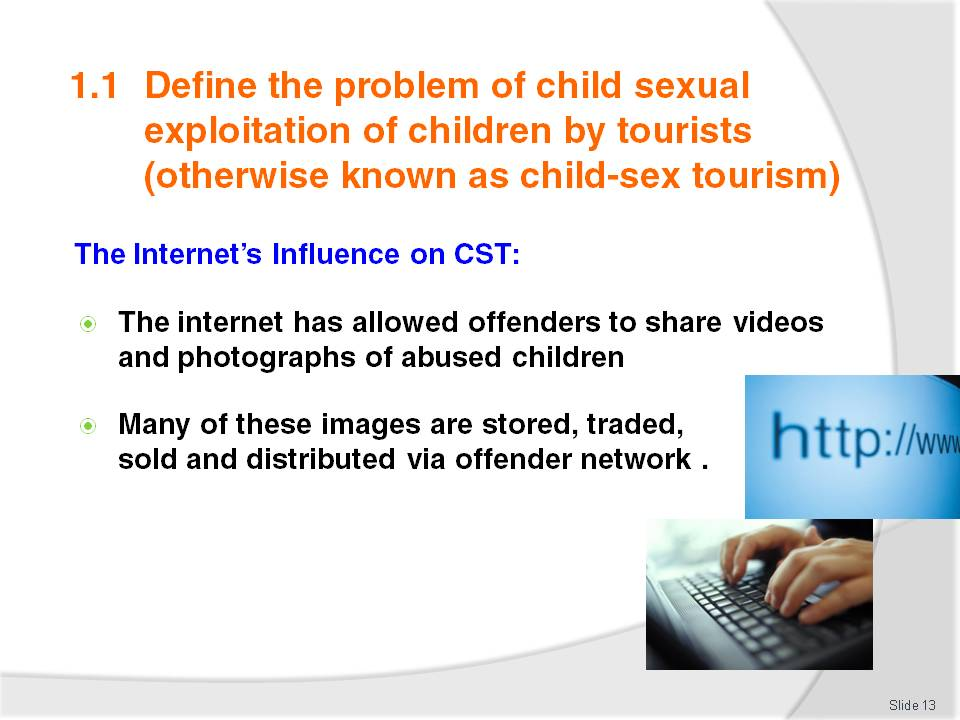 1.1 Define the problem of child sexual
exploitation of children by tourists
(otherwise known as child-sex tourism)
The Internet’s Influence on CST:
The internet has allowed offenders to share videos
and photographs of abused children
Many of these images are stored, traded,
sold and distributed via offender network .
http://www
Slide 13